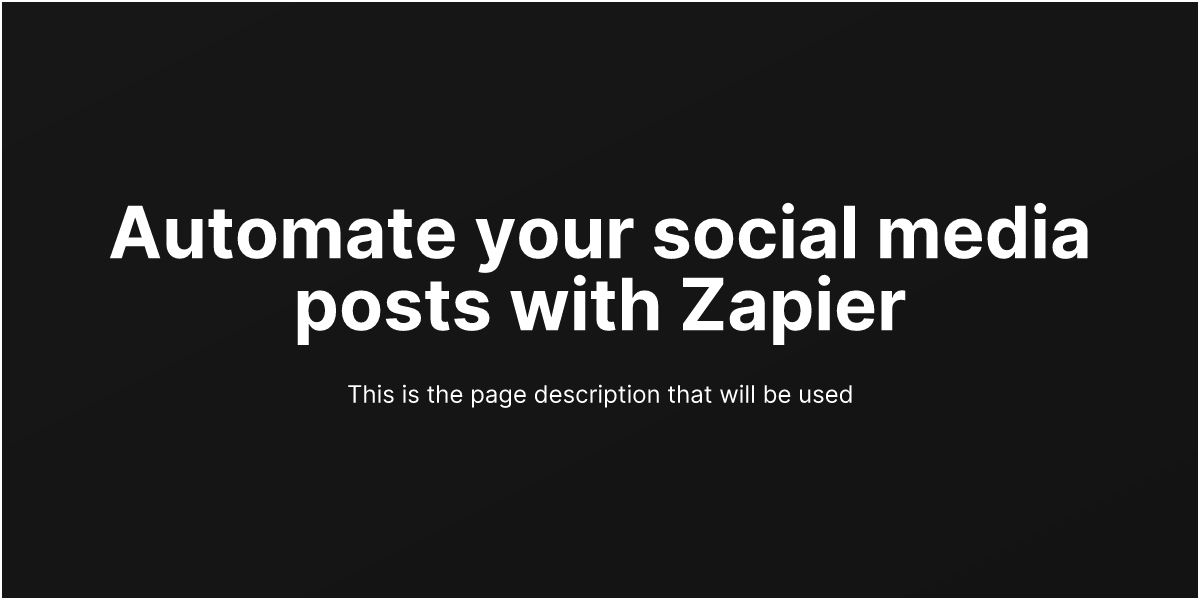 Automate your social media
posts with Zapier
This is the page description that will be used